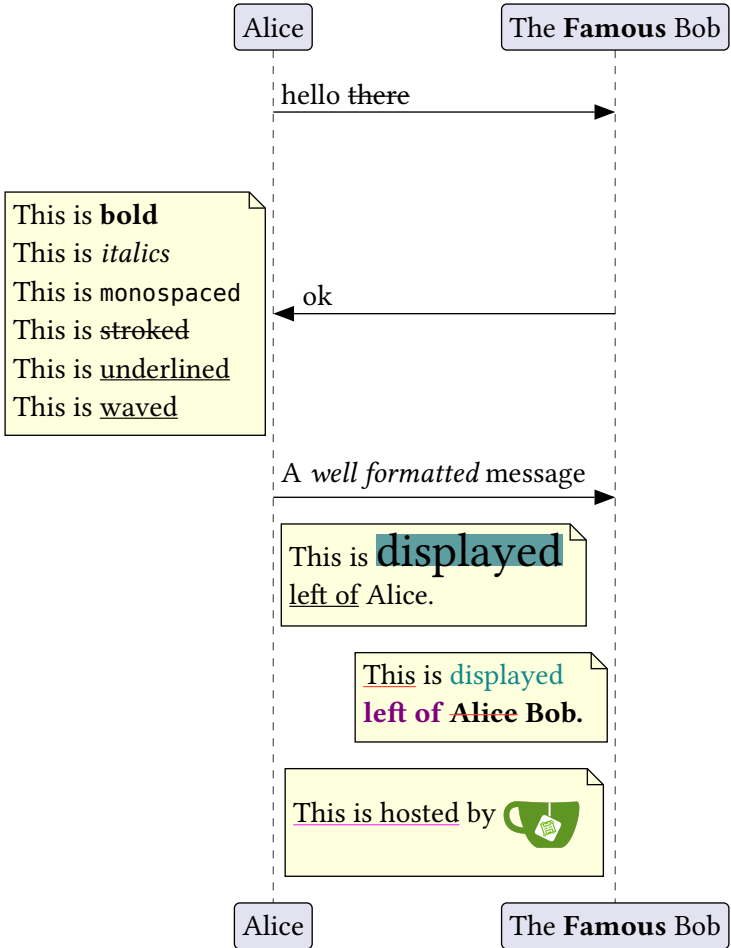 Alice
The Famous Bob
hello there
This is bold
This is italics
This is monospaced
This is stroked
This is underlined
This is waved
ok
A well formatted message
This is displayed
left of Alice.
This is displayed
left of Alice Bob.
This is hosted by
Alice
The Famous Bob